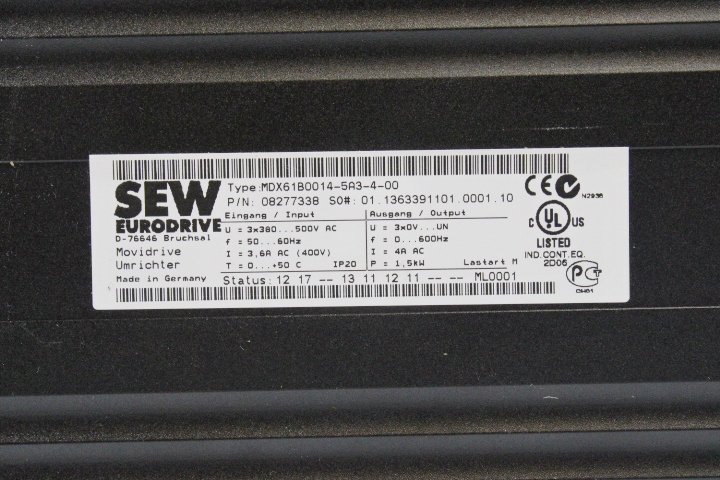 SEW
EURODRIVE
D-76646 Bruchsal
Movidrive
Umrichter
Made in Germany
Type:MDX61B0014-5A3-4-00
P/N: 08277338 SO#: 01.1363391101.0001.10
Eingang / Input
U = 3x380...500V AC
f = 50...60Hz
I = 3,6A AC (400V)
T = 0...+50 C IP20
Ausgang / Output
U = 3x0V...UN
f = 0...600Hz
I = 4A AC
P = 1,5kW Lastart M
Status: 12 17 -- 13 11 12 11 -- -- ML0001
CE
N2936
C UL US
LISTED
IND.CONT.EQ.
2D06